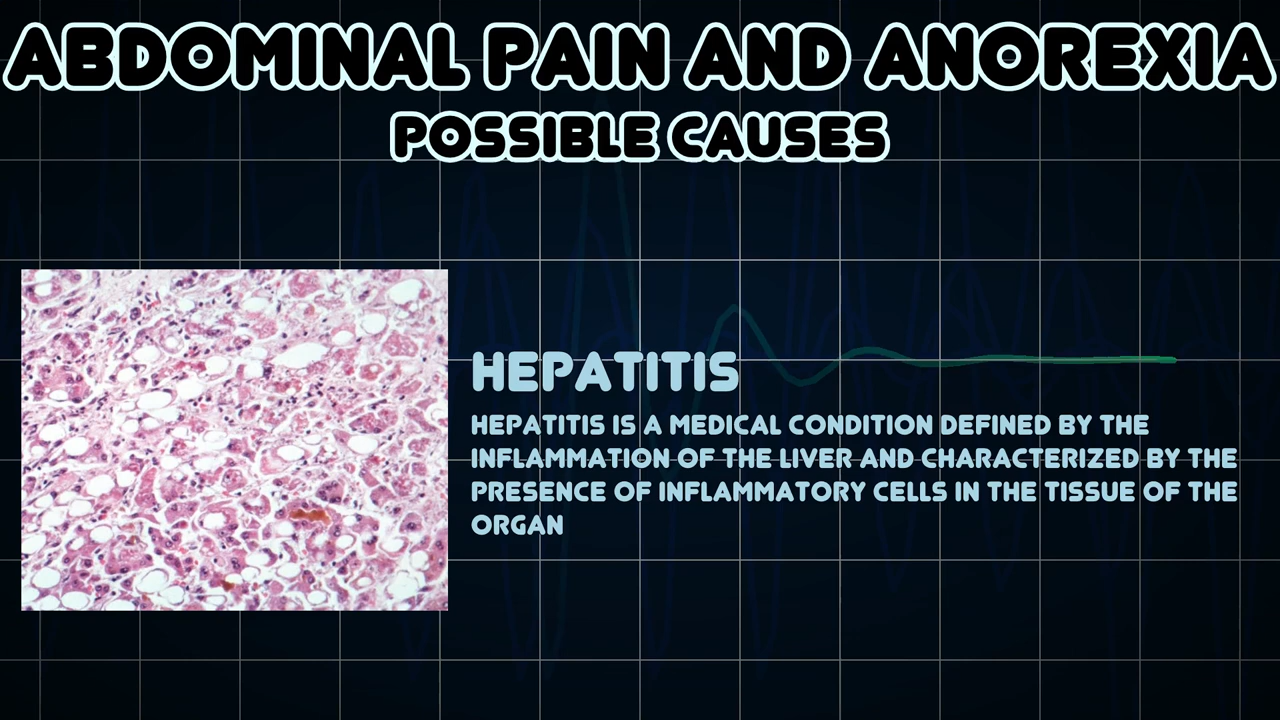 ABDOMINAL PAIN AND ANOREXIA
POSSIBLE CAUSES
HEPATITIS
HEPATITIS IS A MEDICAL CONDITION DEFINED BY THE
INFLAMMATION OF THE LIVER AND CHARACTERIZED BY THE
PRESENCE OF INFLAMMATORY CELLS IN THE TISSUE OF THE
ORGAN